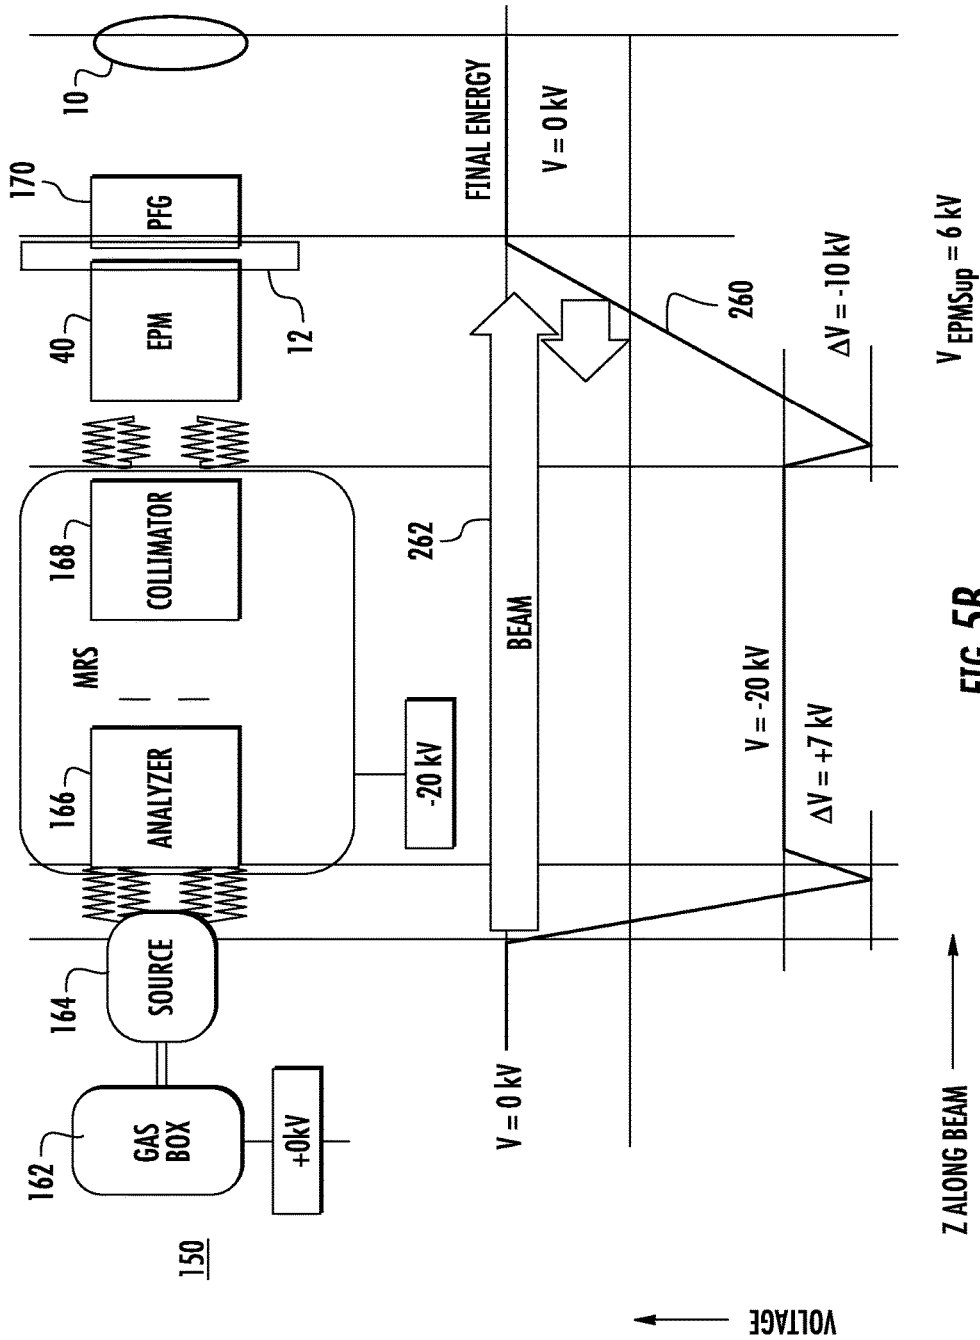 150
162
GAS
BOX
+0kV
164
SOURCE
166
ANALYZER
MRS
168
COLLIMATOR
-20 kV
40
EPM
12
170
PFG
10
VOLTAGE
V = 0 kV
BEAM
262
FINAL ENERGY
V = 0 kV
260
V = -20 kV
ΔV = +7 kV
ΔV = -10 kV
Z ALONG BEAM
V EPMSup = 6 kV
FIG. 5B